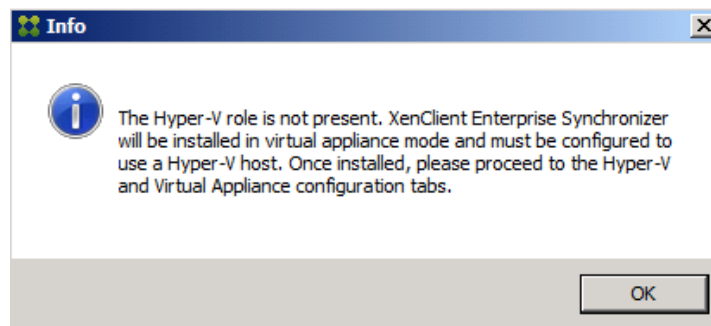 Info
The Hyper-V role is not present. XenClient Enterprise Synchronizer
will be installed in virtual appliance mode and must be configured to
use a Hyper-V host. Once installed, please proceed to the Hyper-V
and Virtual Appliance configuration tabs.
OK